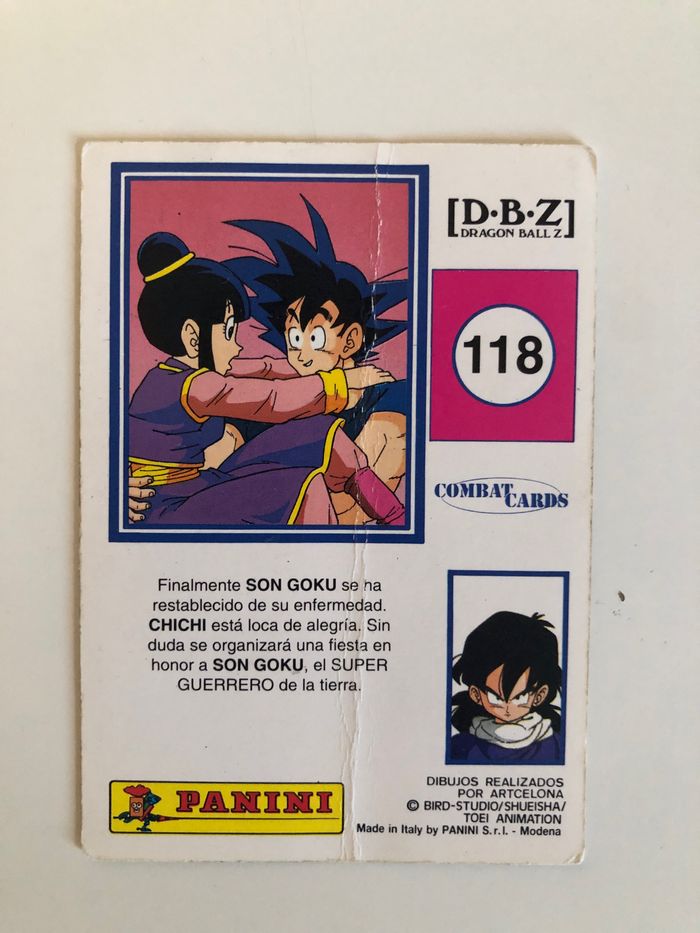 [D·B·Z]
DRAGON BALL Z
118
COMBAT CARDS
Finalmente SON GOKU se ha
restablecido de su enfermedad.
CHICHI está loca de alegría. Sin
duda se organizará una fiesta en
honor a SON GOKU, el SUPER
GUERRERO de la tierra.
PANINI
DIBUJOS REALIZADOS
POR ARTCELONA
© BIRD-STUDIO/SHUEISHA/
TOEI ANIMATION
Made in Italy by PANINI S.r.l. - Modena